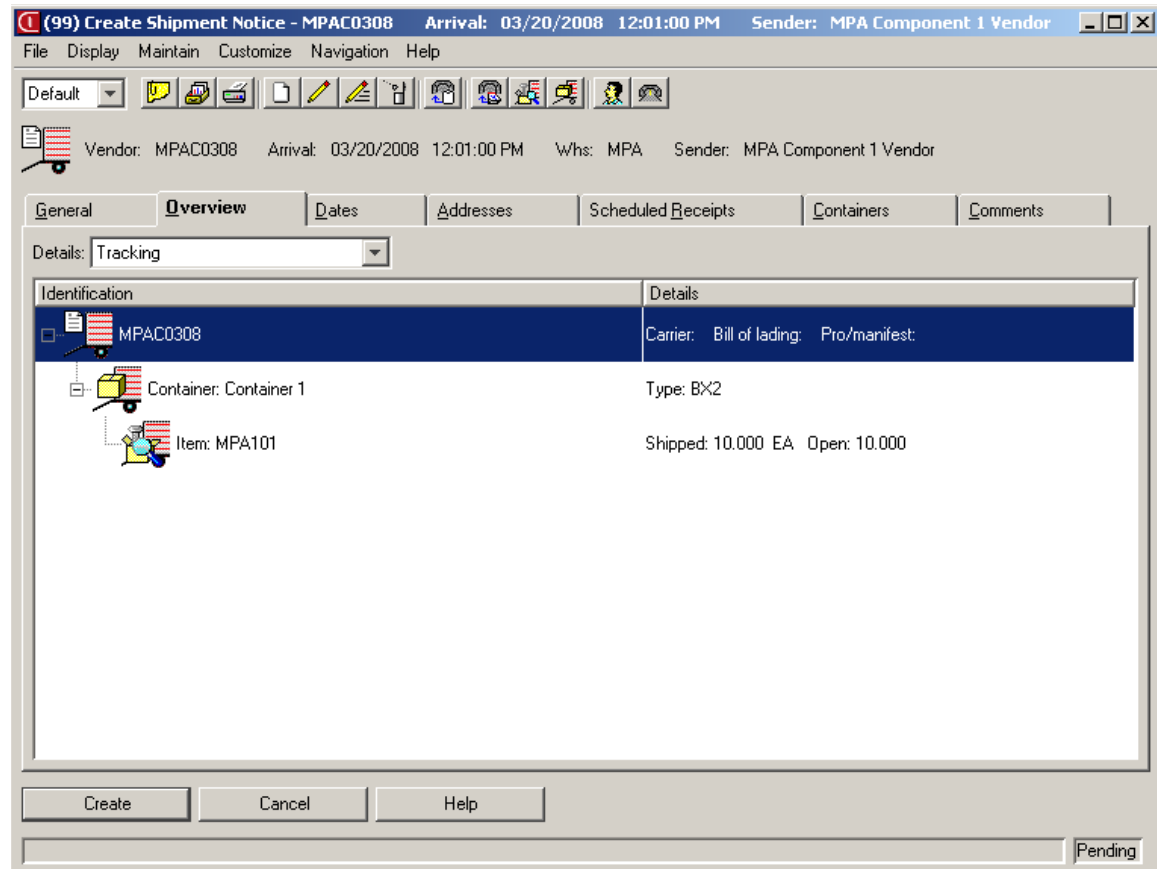 (99) Create Shipment Notice - MPAC0308 Arrival: 03/20/2008 12:01:00 PM Sender: MPA Component 1 Vendor
File Display Maintain Customize Navigation Help
Default
Vendor: MPAC0308 Arrival: 03/20/2008 12:01:00 PM Whs: MPA Sender: MPA Component 1 Vendor
General Overview Dates Addresses Scheduled Receipts Containers Comments
Details: Tracking
Identification Details
MPAC0308 Carrier: Bill of lading: Pro/manifest:
Container: Container 1 Type: BX2
Item: MPA101 Shipped: 10.000 EA Open: 10.000
Create Cancel Help
Pending